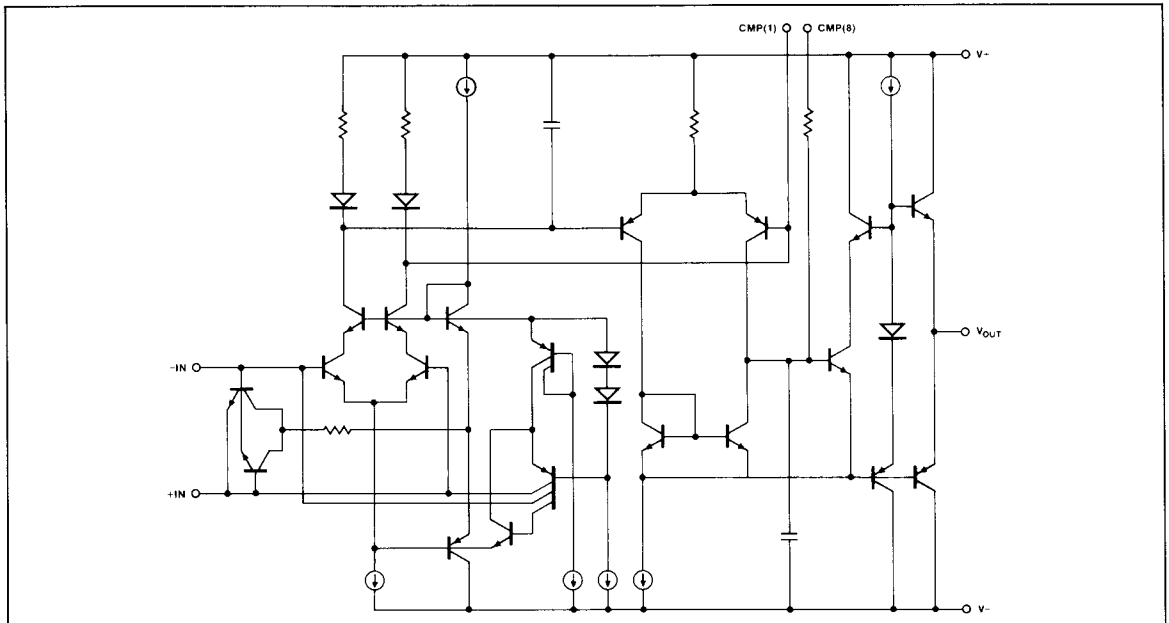 CMP(1) CMP(8)
V+
VOUT
–IN
+IN
V–